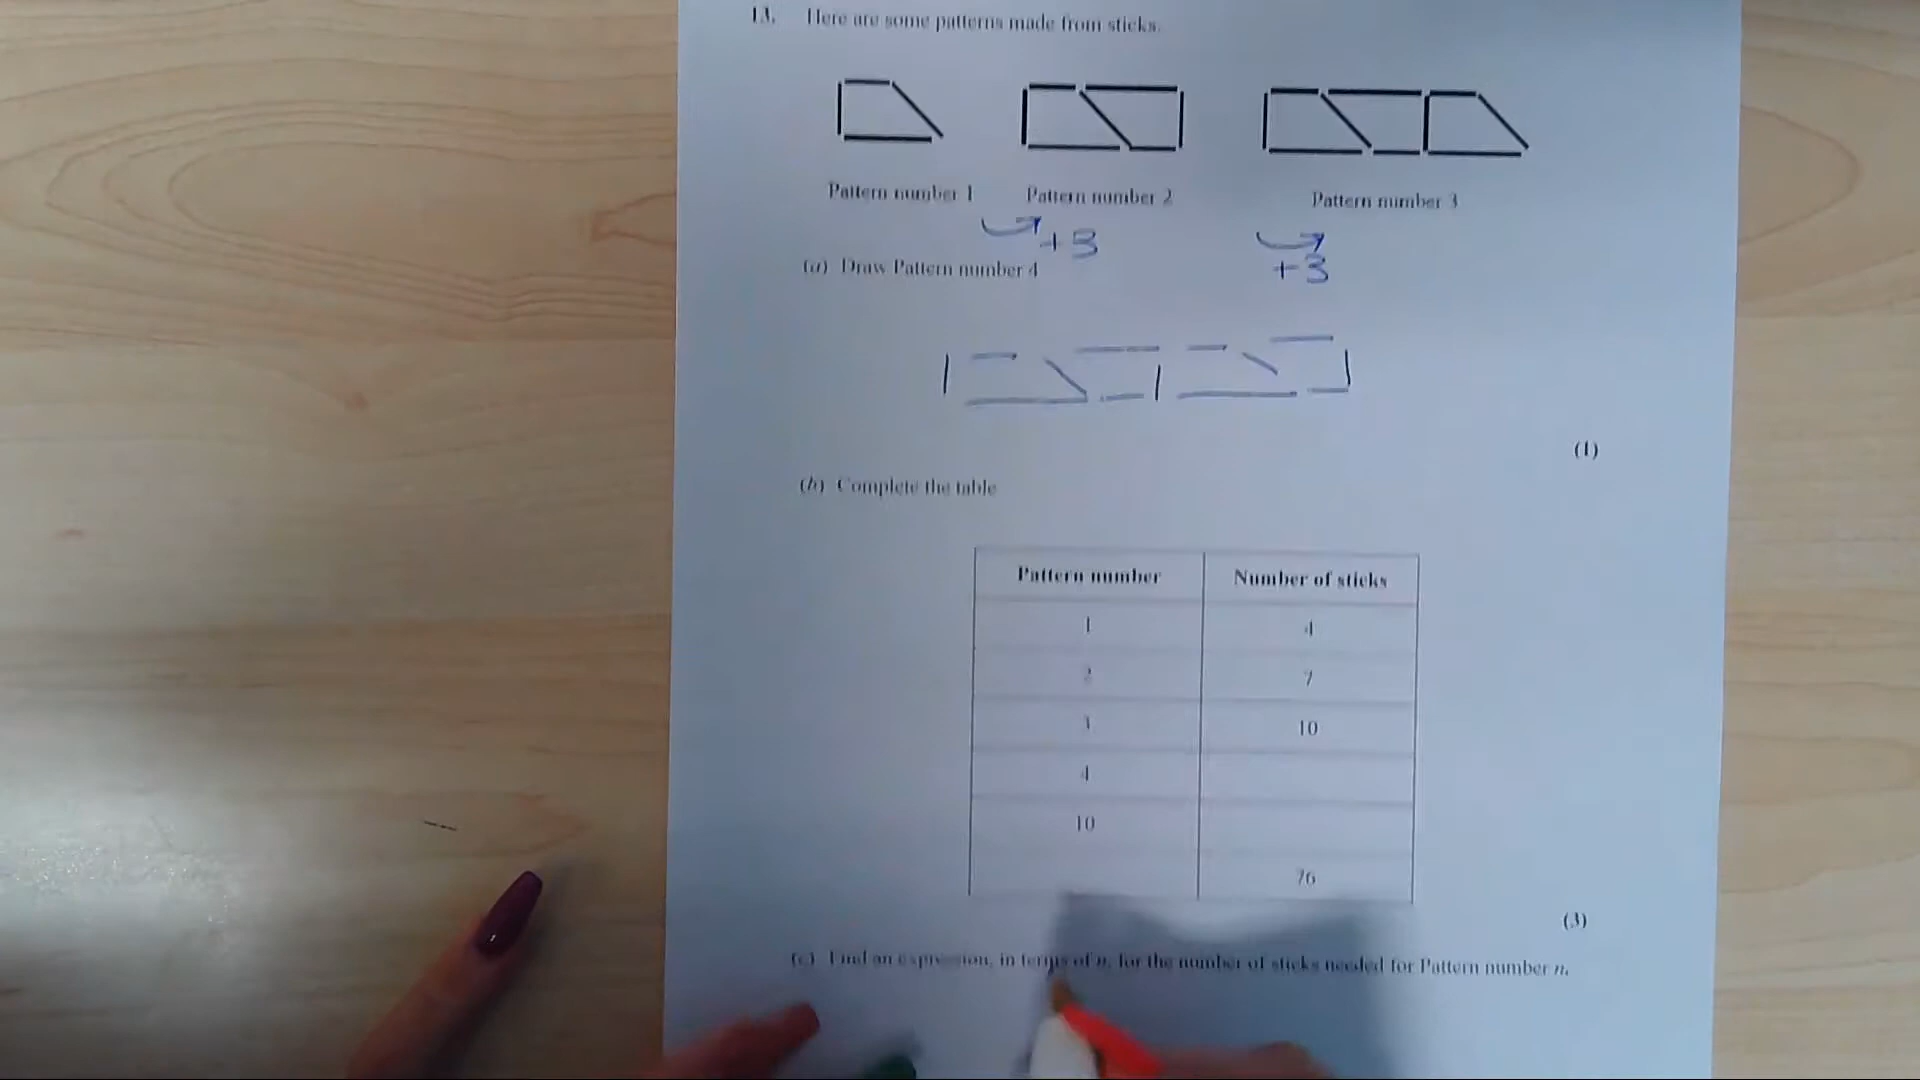 13. Here are some patterns made from sticks.
Pattern number 1 Pattern number 2 Pattern number 3
+3 +3
(a) Draw Pattern number 4
(1)
(b) Complete the table
Pattern number Number of sticks
1 4
2 7
3 10
4
10
76
(3)
(c) Find an expression, in terms of n, for the number of sticks needed for Pattern number n.